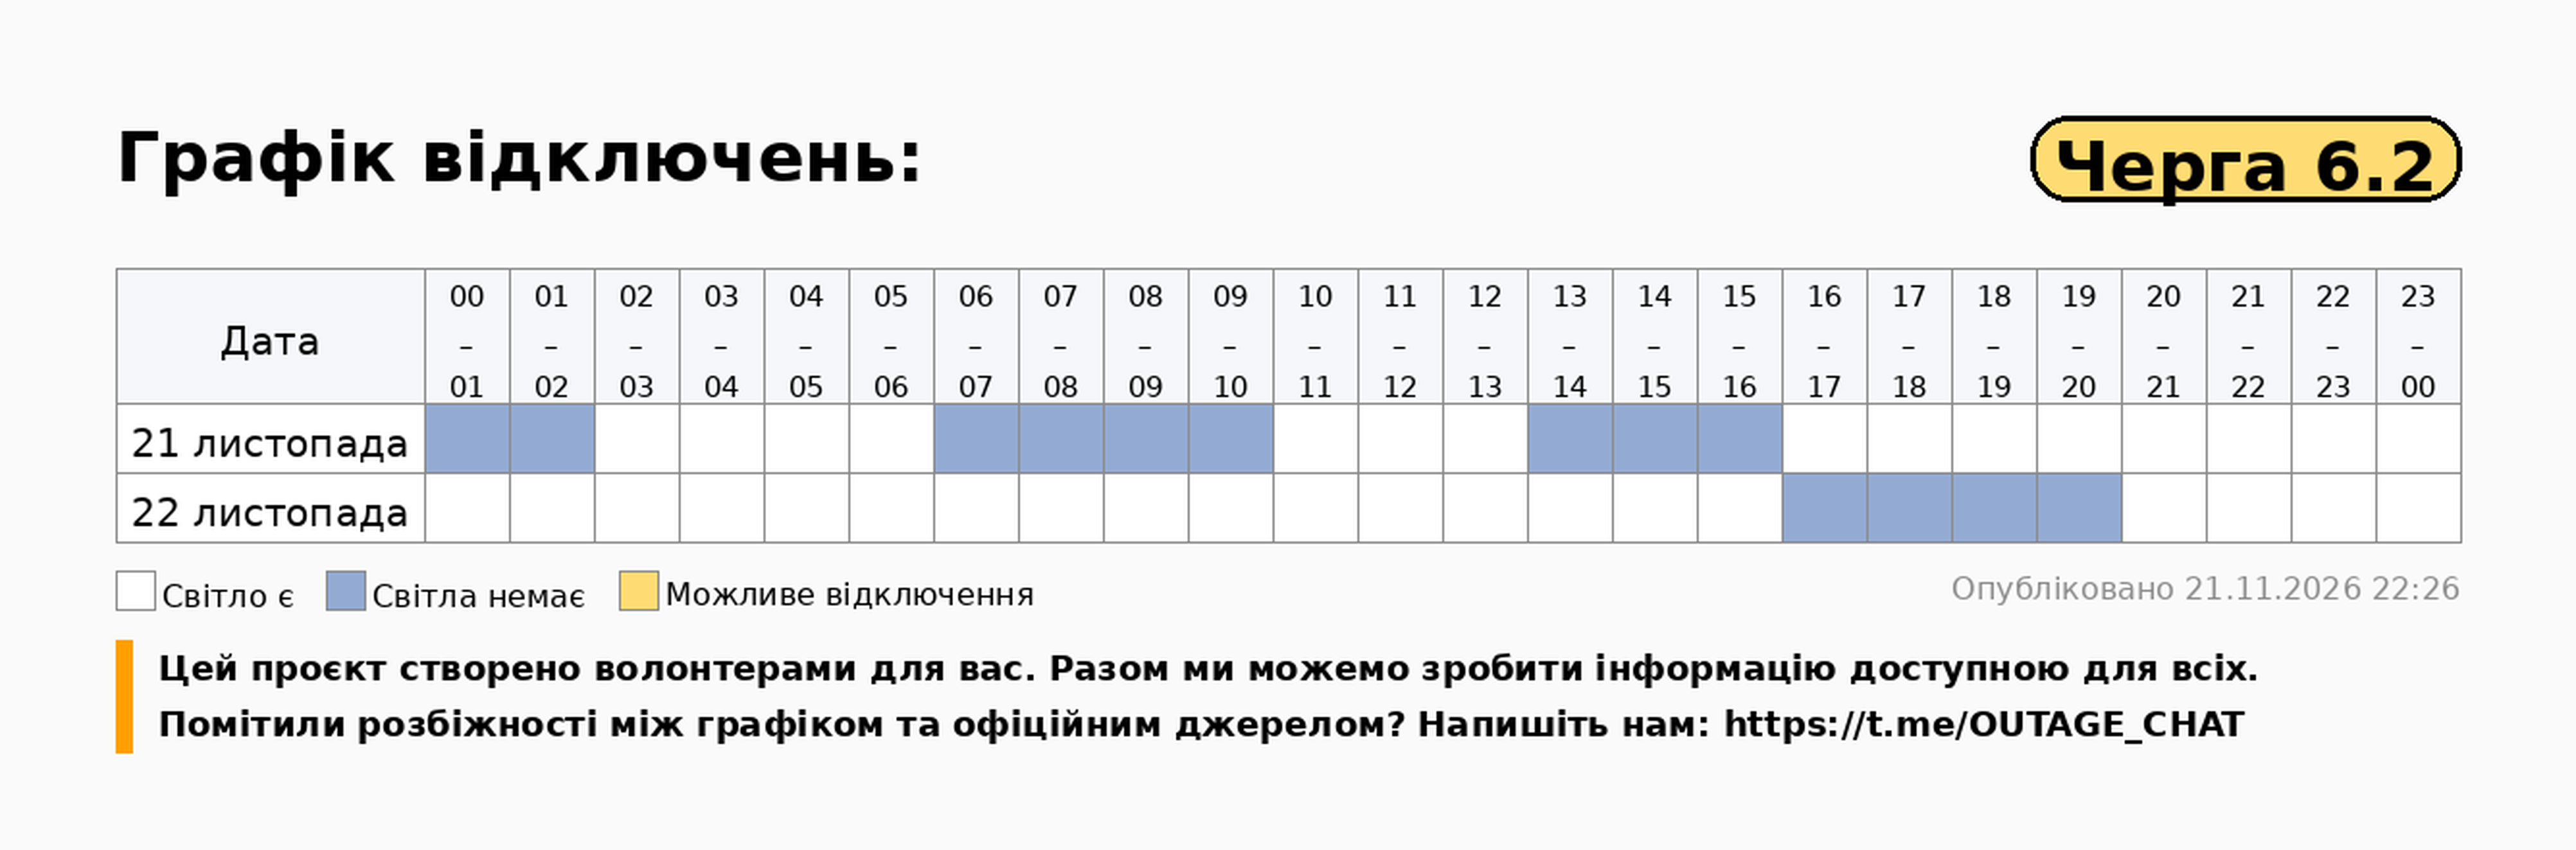 Графік відключень:
Черга 6.2
Дата
00 – 01
01 – 02
02 – 03
03 – 04
04 – 05
05 – 06
06 – 07
07 – 08
08 – 09
09 – 10
10 – 11
11 – 12
12 – 13
13 – 14
14 – 15
15 – 16
16 – 17
17 – 18
18 – 19
19 – 20
20 – 21
21 – 22
22 – 23
23 – 00
21 листопада
22 листопада
Світло є
Світла немає
Можливе відключення
Опубліковано 21.11.2026 22:26
Цей проєкт створено волонтерами для вас. Разом ми можемо зробити інформацію доступною для всіх.
Помітили розбіжності між графіком та офіційним джерелом? Напишіть нам: https://t.me/OUTAGE_CHAT